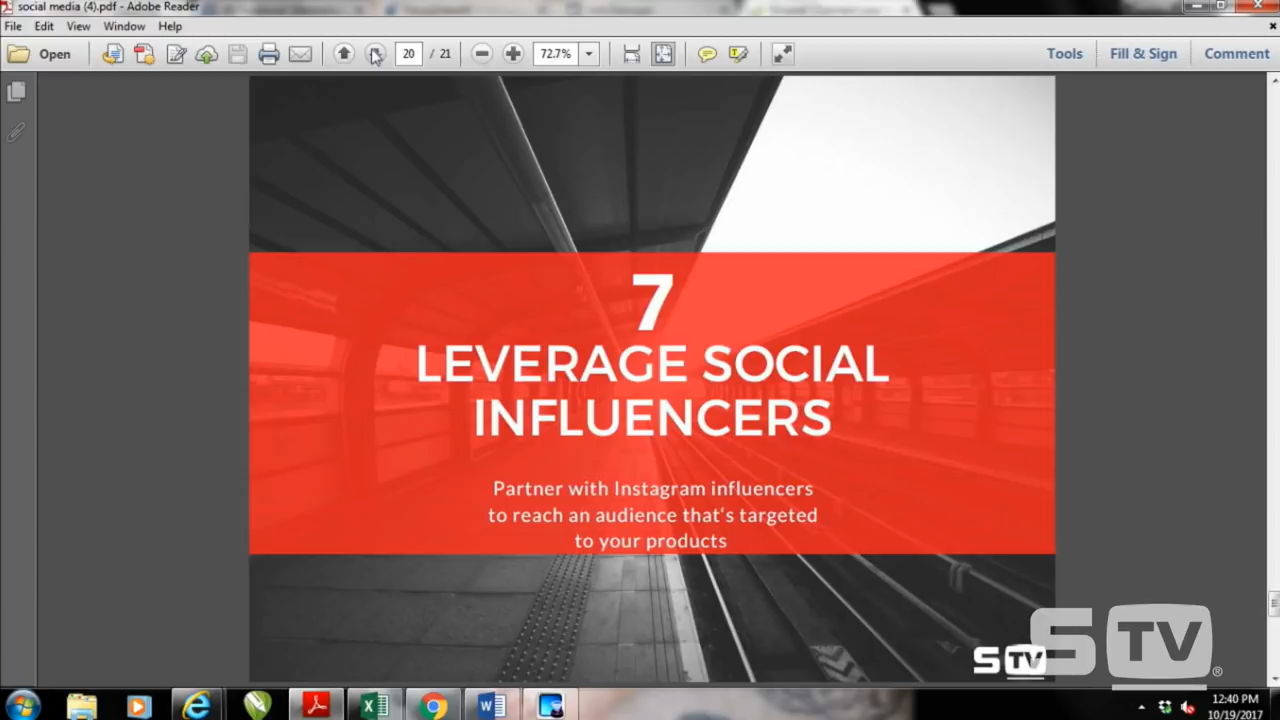 social media (4).pdf - Adobe Reader
File Edit View Window Help
Open 20 / 21 72.7% Tools Fill & Sign Comment
7
LEVERAGE SOCIAL
INFLUENCERS
Partner with Instagram influencers
to reach an audience that's targeted
to your products
STV
STV®
12:40 PM
10/19/2017